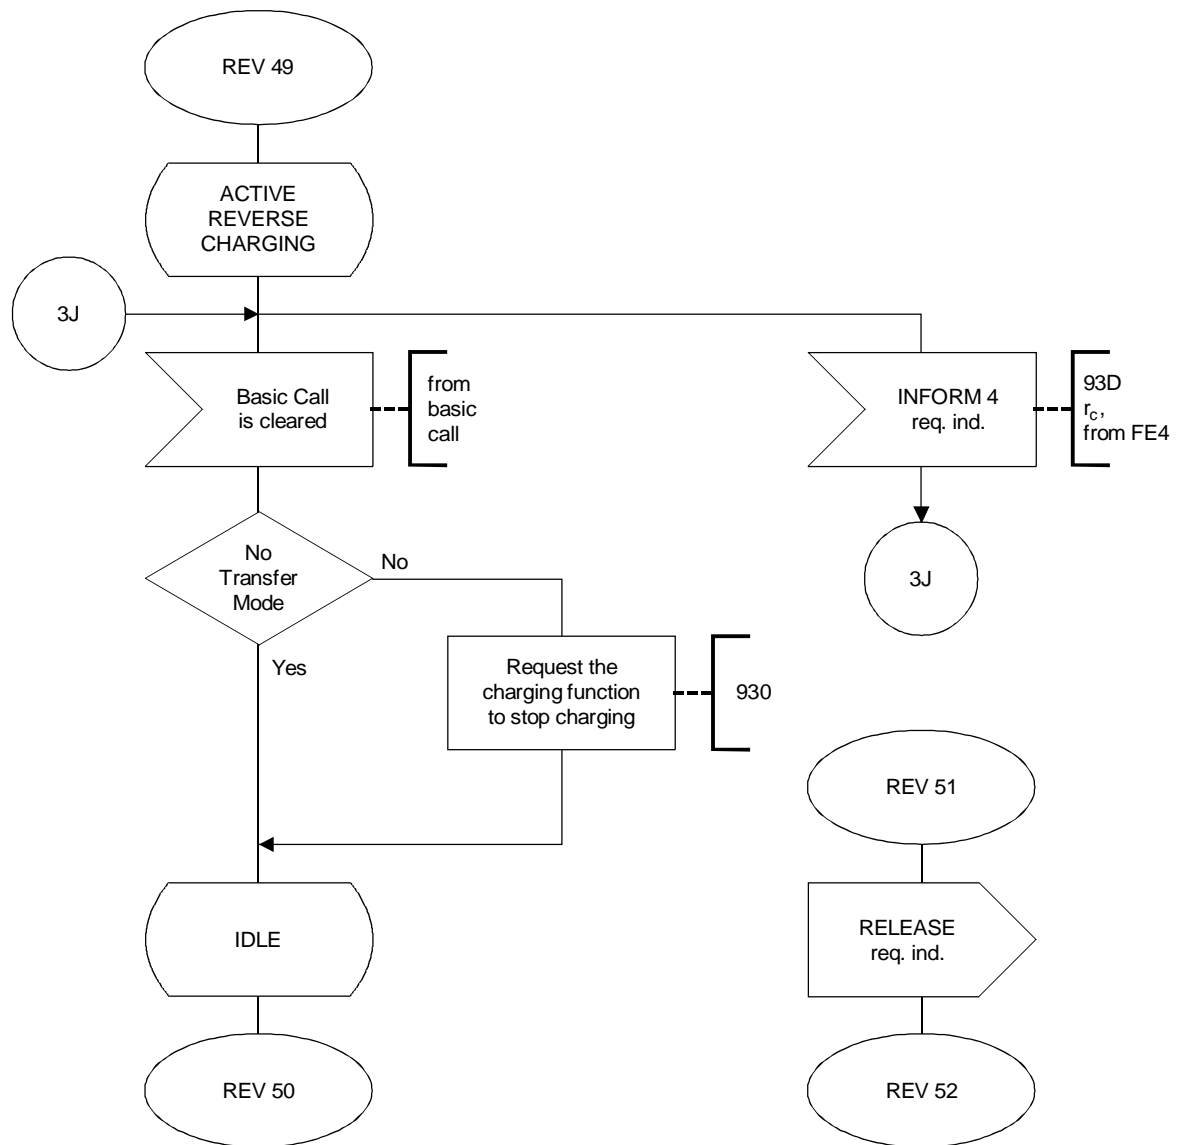 REV 49
ACTIVE
REVERSE
CHARGING
3J
Basic Call
is cleared
from
basic
call
INFORM 4
req. ind.
93D
rc,
from FE4
No
Transfer
Mode
No
Yes
3J
Request the
charging function
to stop charging
930
REV 51
IDLE
RELEASE
req. ind.
REV 50
REV 52